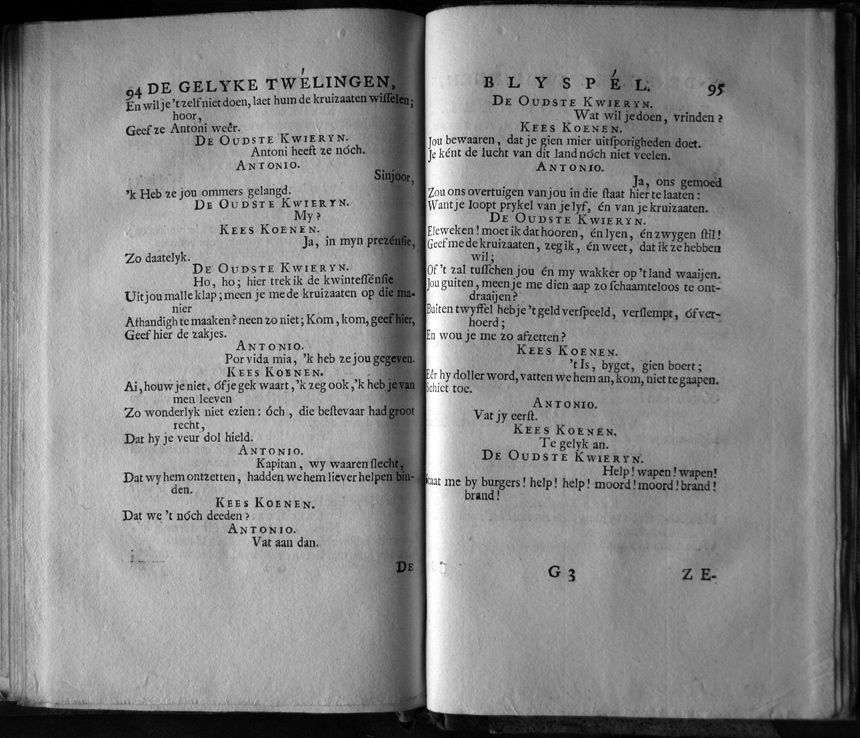 94 DE GELYKE TWÉLINGEN,
En wil je 't zelf niet doen, laet hum de kruizaaten wisselen;
hoor,
Geef ze Antoni weêr.
DE OUDSTE KWIERYN.
Antoni heeft ze nóch.
ANTONIO.
Sinjoor,
'k Heb ze jou ommers gelangd.
DE OUDSTE KWIERYN.
My?
KEES KOENEN.
Ja, in myn prezénsie,
Zo daatelyk.
DE OUDSTE KWIERYN.
Ho, ho; hier trek ik de kwintessénsie
Uit jou malle klap; meen je me de kruizaaten op die ma-
nier
Afhandig te maaken? neen zo niet; Kom, kom, geef hier,
Geef hier de zakjes.
ANTONIO.
Por vida mia, 'k heb ze jou gegeven.
KEES KOENEN.
Ai, houw je niet, óf je gek waart, 'k zeg ook, 'k heb je van
men leeven
Zo wonderlyk niet ezien: óch, die bestevaar had groot
recht,
Dat hy je veur dol hield.
ANTONIO.
Kapitan, wy waaren slecht,
Dat wy hem ontzetten, hadden we hem liever helpen bin-
den.
KEES KOENEN.
Dat we 't nóch deeden?
ANTONIO.
Vat aan dan.
DE
BLYSPÉL. 95
DE OUDSTE KWIERYN.
Wat wil je doen, vrinden?
KEES KOENEN.
Jou bewaaren, dat je gien mier uitsporigheden doet.
Je ként de lucht van dit land nóch niet veelen.
ANTONIO.
Ja, ons gemoed
Zou ons overtuigen van jou in die staat hier te laaten:
Want je loopt prykel van je lyf, én van je kruizaaten.
DE OUDSTE KWIERYN.
Eleweken! moet ik dat hooren, én lyen, én zwygen stil!
Geef me de kruizaaten, zeg ik, én weet, dat ik ze hebben
wil;
Of 't zal tusschen jou én my wakker op 't land waaijen.
Jou guiten, meen je me dien aap zo schaamteloos te ont-
draaijen?
Buiten twyffel heb je 't geld verspeeld, verslempt, óf ver-
hoerd;
En wou je me zo afzetten?
KEES KOENEN.
't Is, byget, gien boert;
Eêr hy doller word, vatten we hem an, kom, niet te gaapen.
Schiet toe.
ANTONIO.
Vat jy eerst.
KEES KOENEN.
Te gelyk an.
DE OUDSTE KWIERYN.
Help! wapen! wapen!
Staat me by burgers! help! help! moord! moord! brand!
brand!
G 3 ZE-